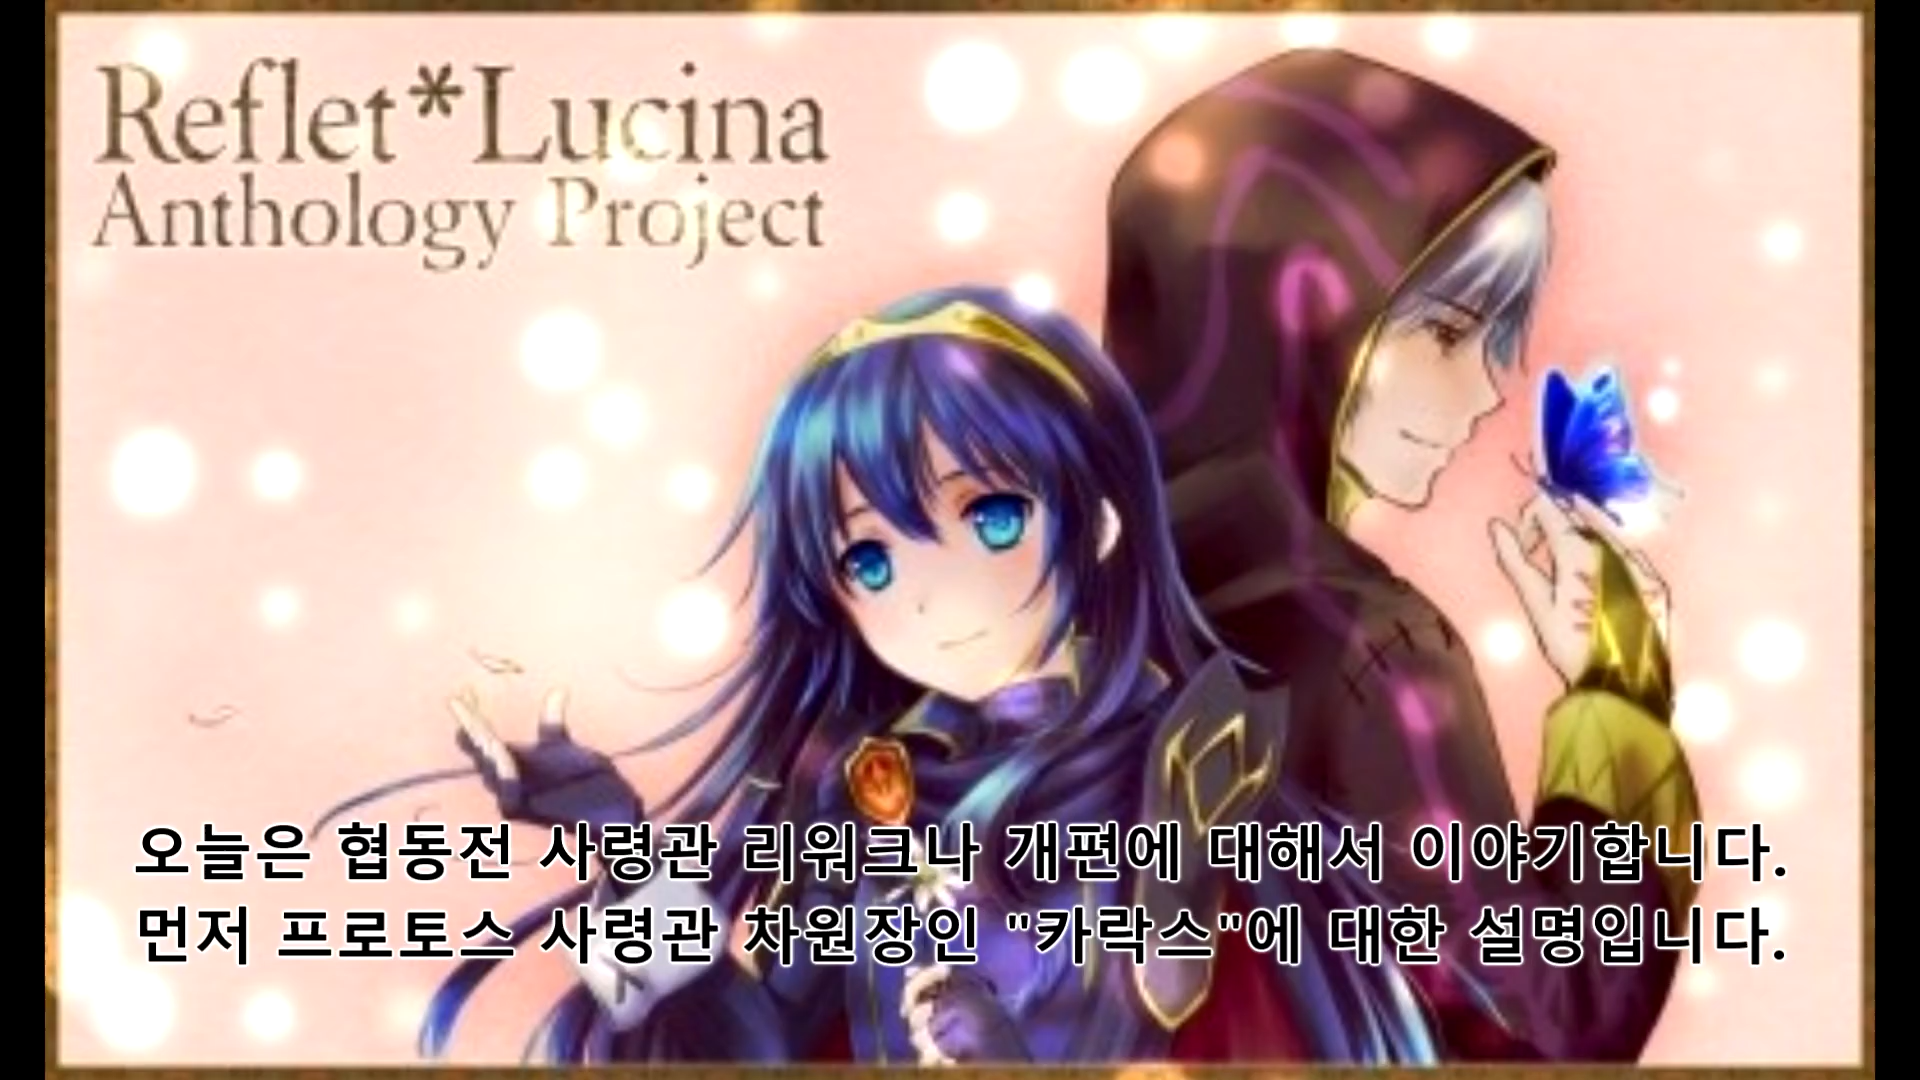 Reflet*Lucina
Anthology Project
오늘은 협동전 사령관 리워크나 개편에 대해서 이야기합니다.
먼저 프로토스 사령관 차원장인 "카락스"에 대한 설명입니다.